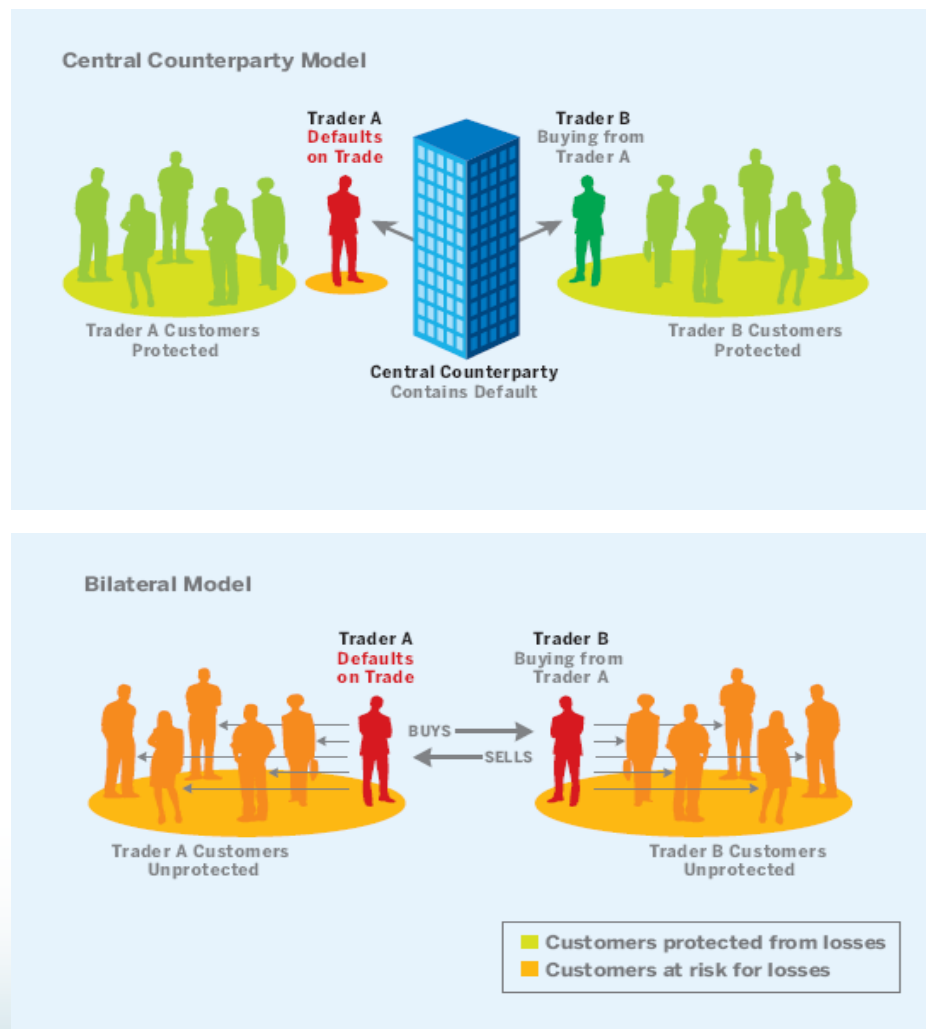 Central Counterparty Model
Trader A
Defaults
on Trade
Trader B
Buying from
Trader A
Trader A Customers
Protected
Trader B Customers
Protected
Central Counterparty
Contains Default
Bilateral Model
Trader A
Defaults
on Trade
Trader B
Buying from
Trader A
BUYS
SELLS
Trader A Customers
Unprotected
Trader B Customers
Unprotected
Customers protected from losses
Customers at risk for losses